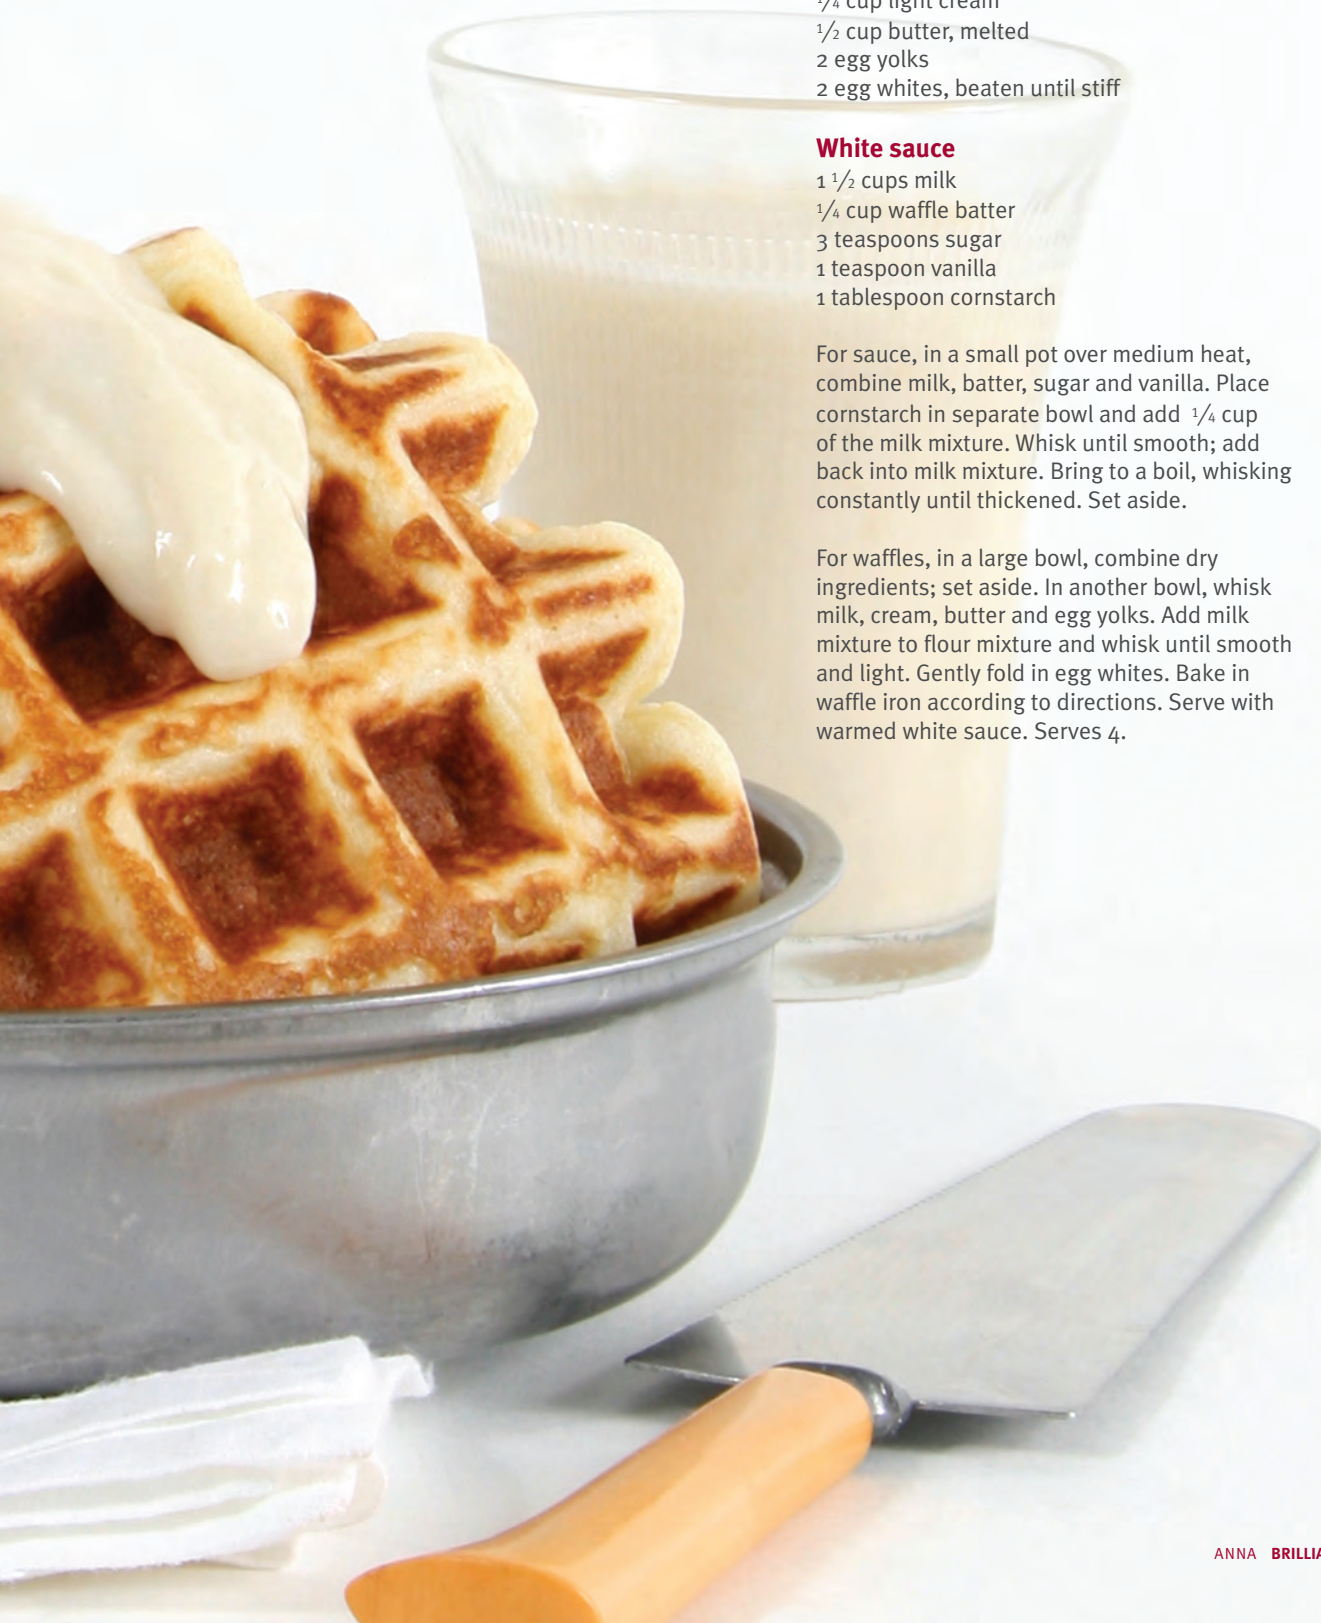 1/4 cup light cream
1/2 cup butter, melted
2 egg yolks
2 egg whites, beaten until stiff
White sauce
1 1/2 cups milk
1/4 cup waffle batter
3 teaspoons sugar
1 teaspoon vanilla
1 tablespoon cornstarch
For sauce, in a small pot over medium heat,
combine milk, batter, sugar and vanilla. Place
cornstarch in separate bowl and add 1/4 cup
of the milk mixture. Whisk until smooth; add
back into milk mixture. Bring to a boil, whisking
constantly until thickened. Set aside.
For waffles, in a large bowl, combine dry
ingredients; set aside. In another bowl, whisk
milk, cream, butter and egg yolks. Add milk
mixture to flour mixture and whisk until smooth
and light. Gently fold in egg whites. Bake in
waffle iron according to directions. Serve with
warmed white sauce. Serves 4.
ANNA